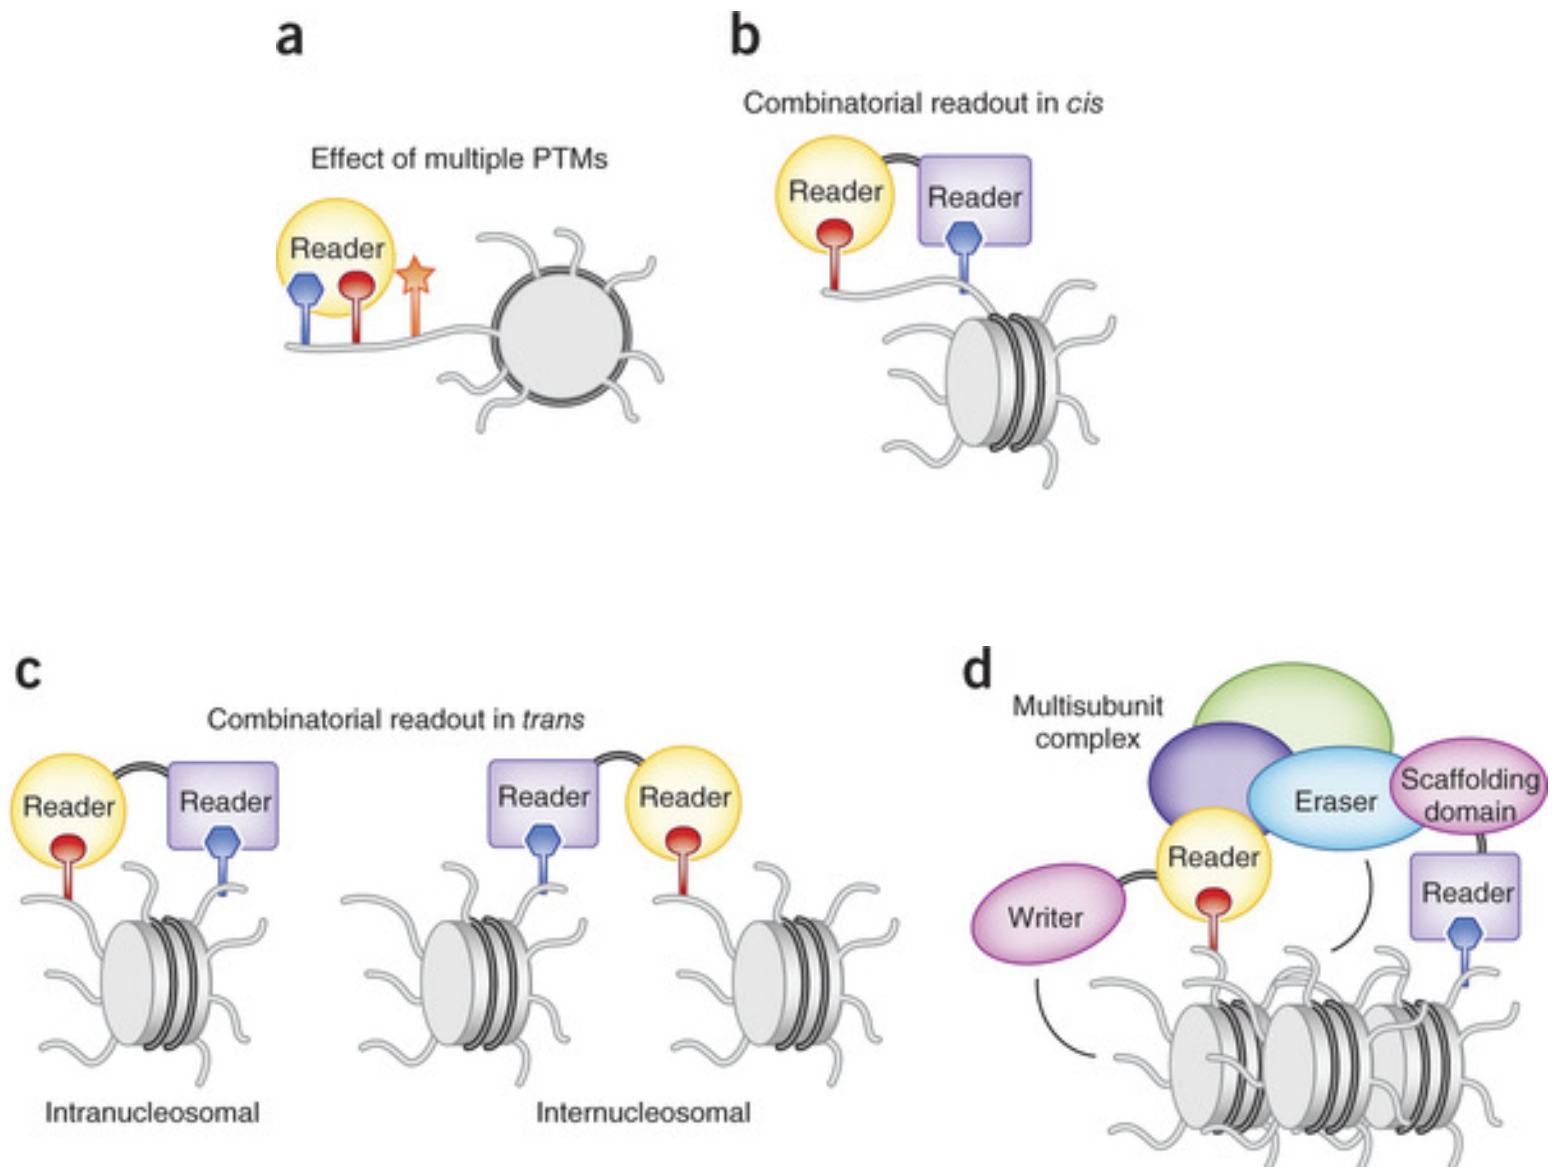 a
Effect of multiple PTMs
Reader
b
Combinatorial readout in cis
Reader
Reader
c
Combinatorial readout in trans
Reader
Reader
Reader
Reader
Intranucleosomal
Internucleosomal
d
Multisubunit
complex
Eraser
Scaffolding
domain
Reader
Writer
Reader